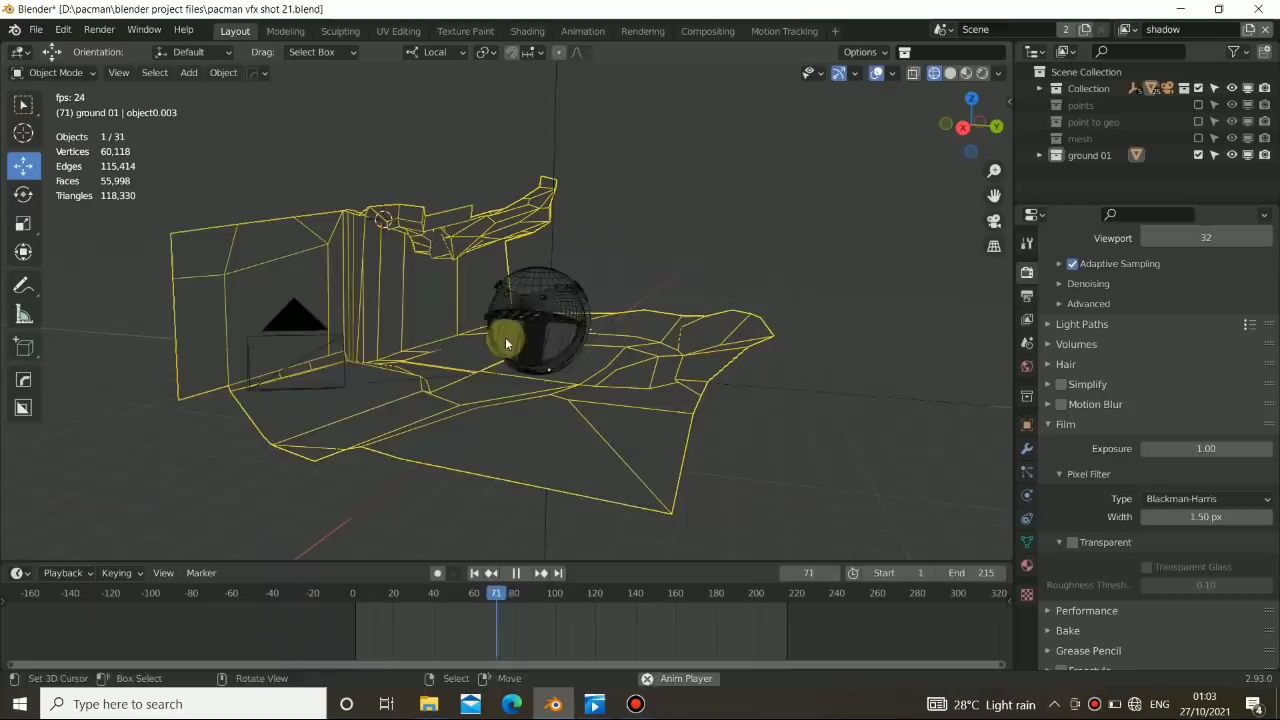 Blender* [D:\pacman\blender project files\pacman vfx shot 21.blend]
File Edit Render Window Help Layout Modeling Sculpting UV Editing Texture Paint Shading Animation Rendering Compositing Motion Tracking + Scene 2 shadow
Orientation: Default Drag: Select Box Local Options
Object Mode View Select Add Object
fps: 24
(71) ground 01 | object0.003
Objects 1 / 31
Vertices 60,118
Edges 115,414
Faces 55,998
Triangles 118,330
Z
X
Y
Scene Collection
Collection 5 25
points
point to geo
mesh
ground 01
Viewport 32
Adaptive Sampling
Denoising
Advanced
Light Paths
Volumes
Hair
Simplify
Motion Blur
Film
Exposure 1.00
Pixel Filter
Type Blackman-Harris
Width 1.50 px
Transparent
Transparent Glass
Roughness Thresh.. 0.10
Performance
Bake
Grease Pencil
Playback Keying View Marker 71 Start 1 End 215
-160 -140 -120 -100 -80 -60 -40 -20 0 20 40 60 71 80 100 120 140 160 180 200 220 240 260 280 300 320
Set 3D Cursor Box Select Rotate View Select Move Anim Player 2.93.0
Type here to search 28°C Light rain ENG 01:03 27/10/2021 4